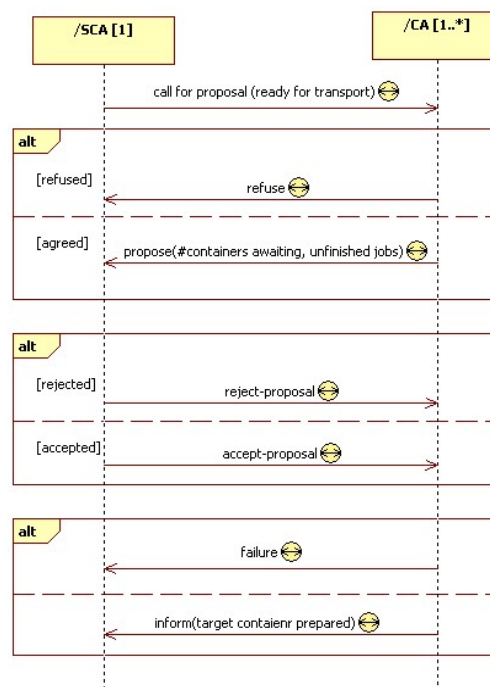 /SCA [1]
/CA [1..*]
call for proposal (ready for transport)
alt
[refused]
refuse
[agreed]
propose(#containers awaiting, unfinished jobs)
alt
[rejected]
reject-proposal
[accepted]
accept-proposal
alt
failure
inform(target contaienr prepared)